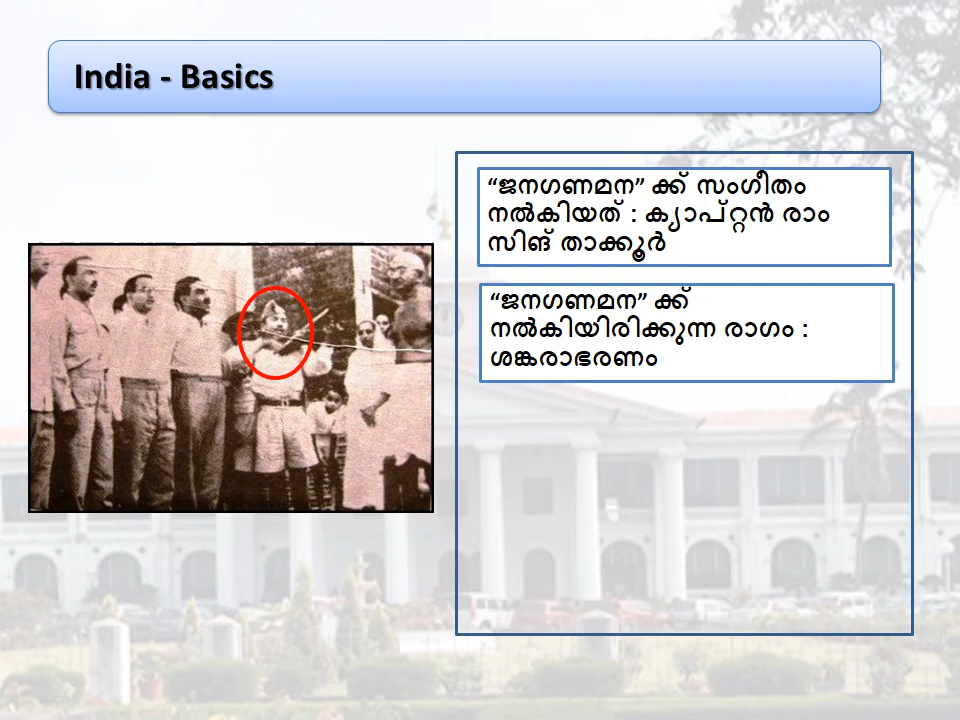 India - Basics
“ജനഗണമന” ക്ക് സംഗീതം
നൽകിയത് : ക്യാപ്റ്റൻ രാം
സിങ് താക്കൂർ
“ജനഗണമന” ക്ക്
നൽകിയിരിക്കുന്ന രാഗം :
ശങ്കരാഭരണം